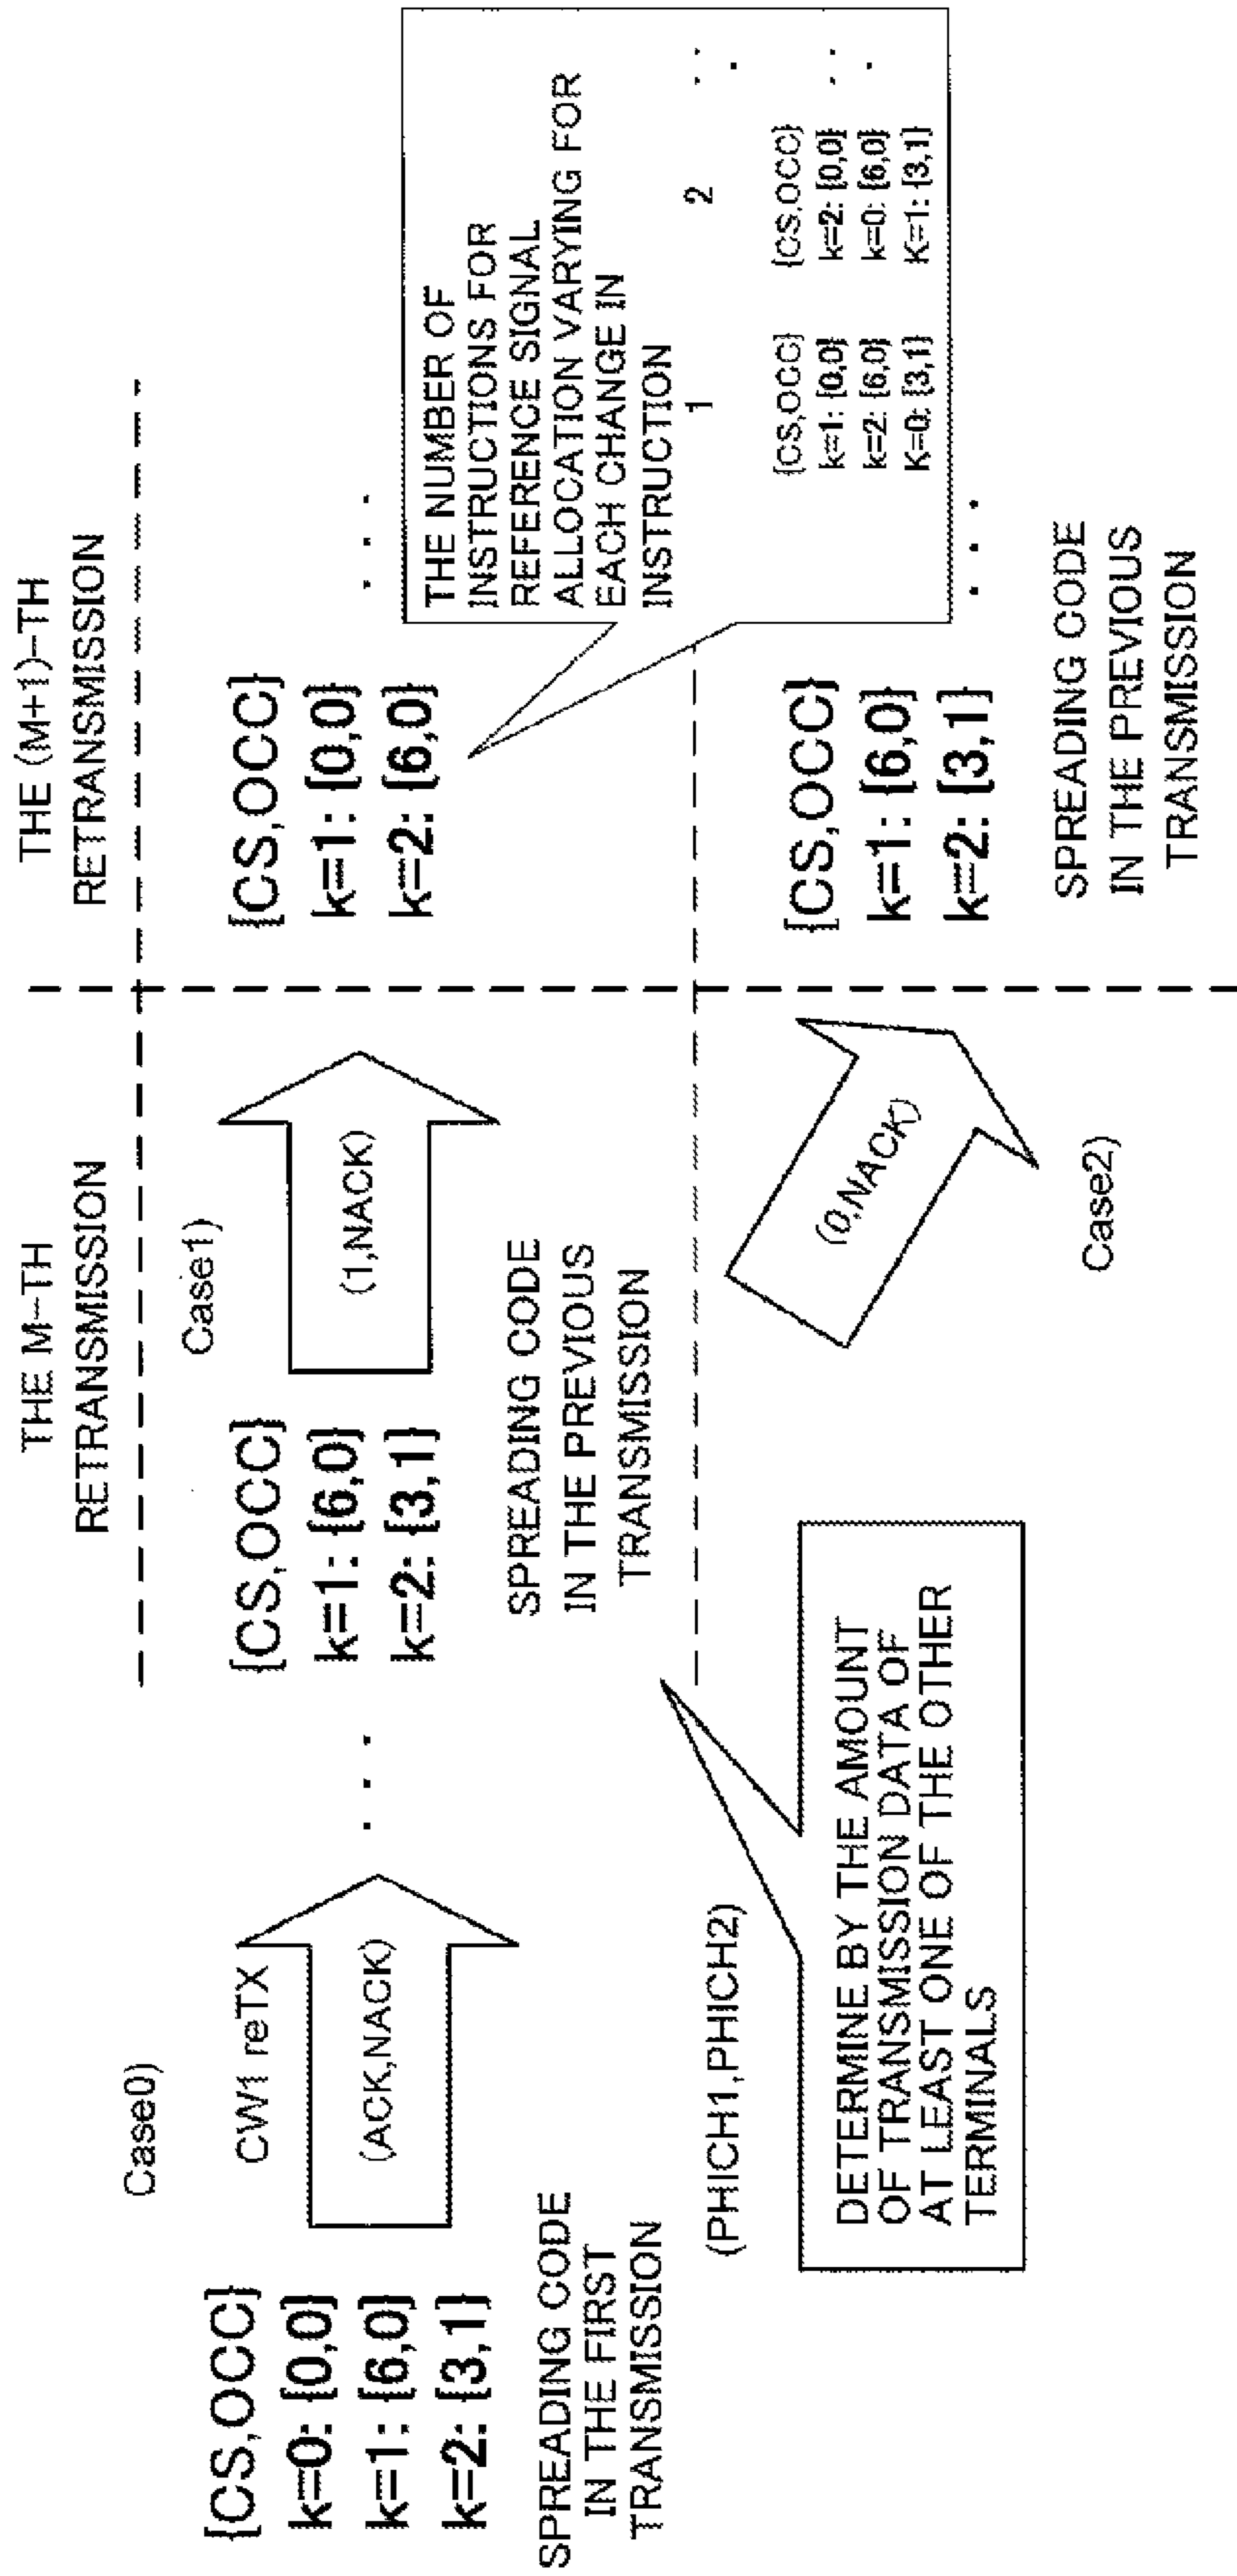 Case0)
{CS,OCC}
k=0: {0,0}
k=1: {6,0}
k=2: {3,1}
SPREADING CODE
IN THE FIRST
TRANSMISSION
CW1 reTX
(ACK,NACK)
(PHICH1,PHICH2)
. . .
DETERMINE BY THE AMOUNT
OF TRANSMISSION DATA OF
AT LEAST ONE OF THE OTHER
TERMINALS
THE M-TH
RETRANSMISSION
{CS,OCC}
k=1: {6,0}
k=2: {3,1}
SPREADING CODE
IN THE PREVIOUS
TRANSMISSION
Case1)
(1,NACK)
(0,NACK)
Case2)
THE (M+1)-TH
RETRANSMISSION
{CS,OCC}
k=1: {0,0}
k=2: {6,0}
. . .
THE NUMBER OF
INSTRUCTIONS FOR
REFERENCE SIGNAL
ALLOCATION VARYING FOR
EACH CHANGE IN
INSTRUCTION
1 2 . . .
{CS,OCC} {CS,OCC}
k=1: {0,0} k=2: {0,0} . . .
k=2: {6,0} k=0: {6,0}
K=0: {3,1} K=1: {3,1}
{CS,OCC}
k=1: {6,0}
k=2: {3,1}
. . .
SPREADING CODE
IN THE PREVIOUS
TRANSMISSION